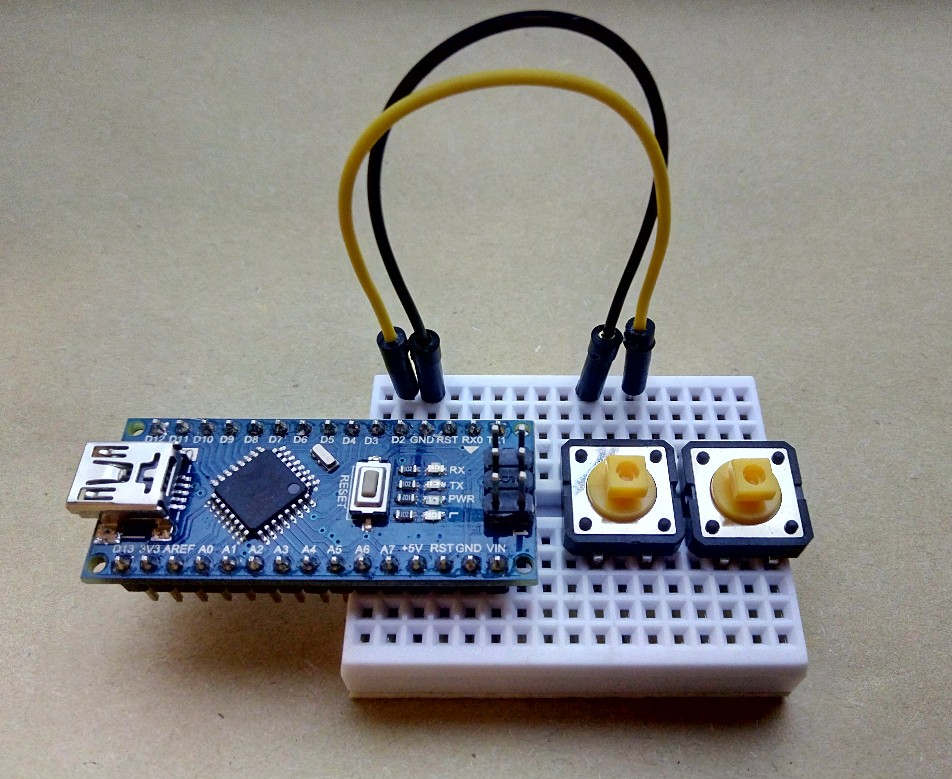 D12 D11 D10 D9 D8 D7 D6 D5 D4 D3 D2 GND RST RX0
RX
TX
PWR
L
RESET
1
D13 3V3 AREF A0 A1 A2 A3 A4 A5 A6 A7 +5V RST GND VIN